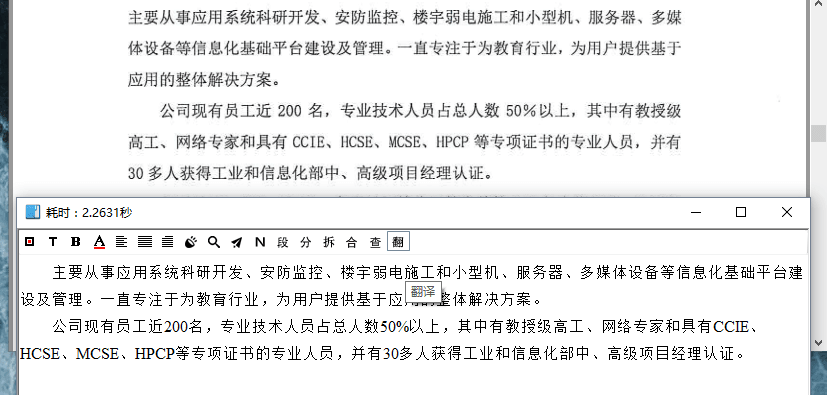 主要从事应用系统科研开发、安防监控、楼宇弱电施工和小型机、服务器、多媒
体设备等信息化基础平台建设及管理。一直专注于为教育行业，为用户提供基于
应用的整体解决方案。
公司现有员工近 200 名，专业技术人员占总人数 50%以上，其中有教授级
高工、网络专家和具有 CCIE、HCSE、MCSE、HPCP 等专项证书的专业人员，并有
30 多人获得工业和信息化部中、高级项目经理认证。
耗时：2.2631秒
T B A N 段 分 拆 合 查 翻
主要从事应用系统科研开发、安防监控、楼宇弱电施工和小型机、服务器、多媒体设备等信息化基础平台建
设及管理。一直专注于为教育行业，为用户提供基于应 整体解决方案。
翻译
公司现有员工近200名，专业技术人员占总人数50%以上，其中有教授级高工、网络专家和具有CCIE、
HCSE、MCSE、HPCP等专项证书的专业人员，并有30多人获得工业和信息化部中、高级项目经理认证。